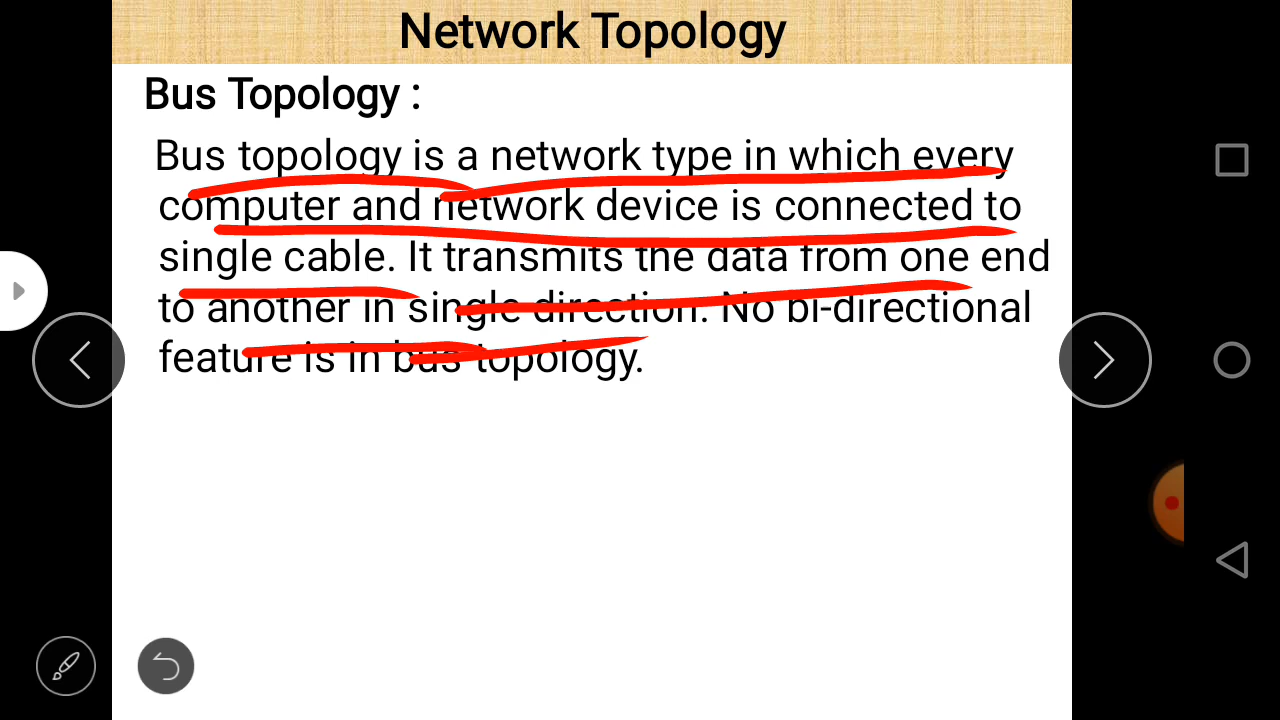 Network Topology
Bus Topology :
Bus topology is a network type in which every
computer and network device is connected to
single cable. It transmits the data from one end
to another in single direction. No bi-directional
feature is in bus topology.